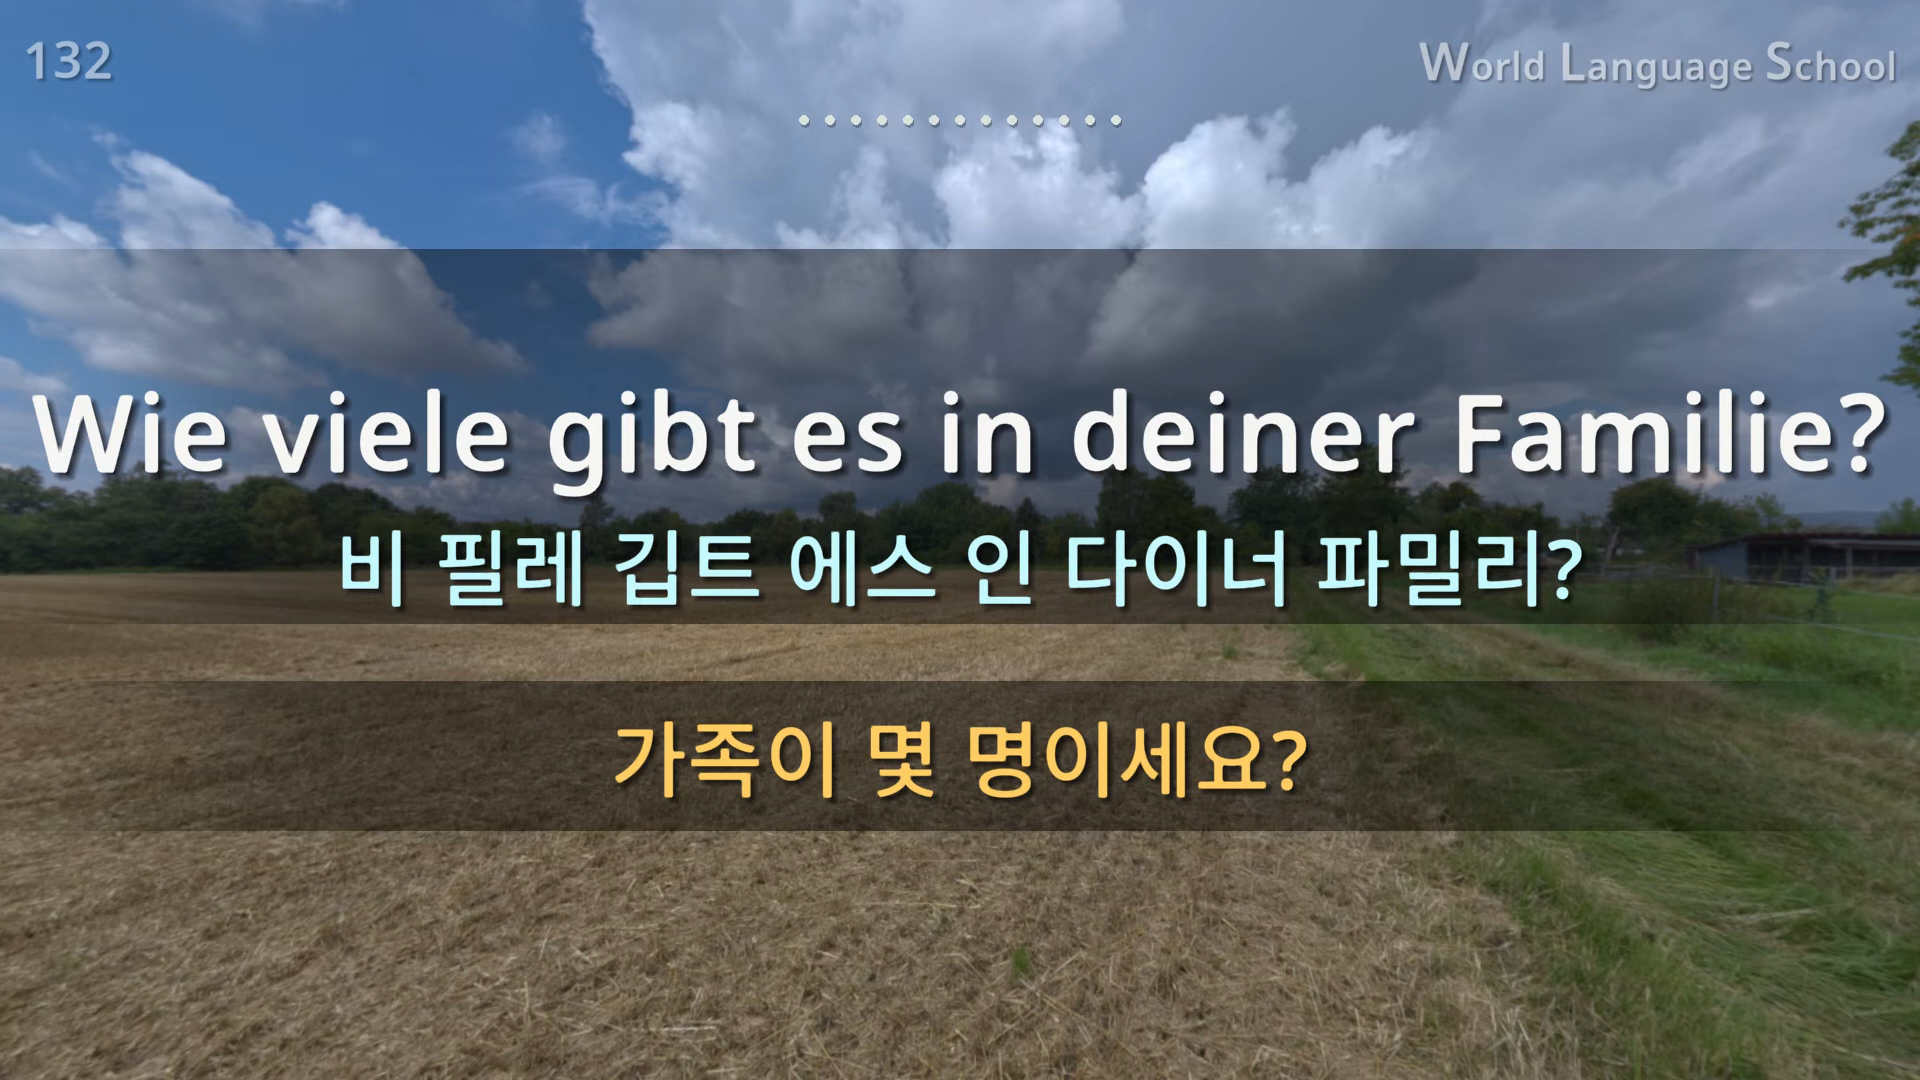 132
World Language School
Wie viele gibt es in deiner Familie?
비 필레 깁트 에스 인 다이너 파밀리?
가족이 몇 명이세요?